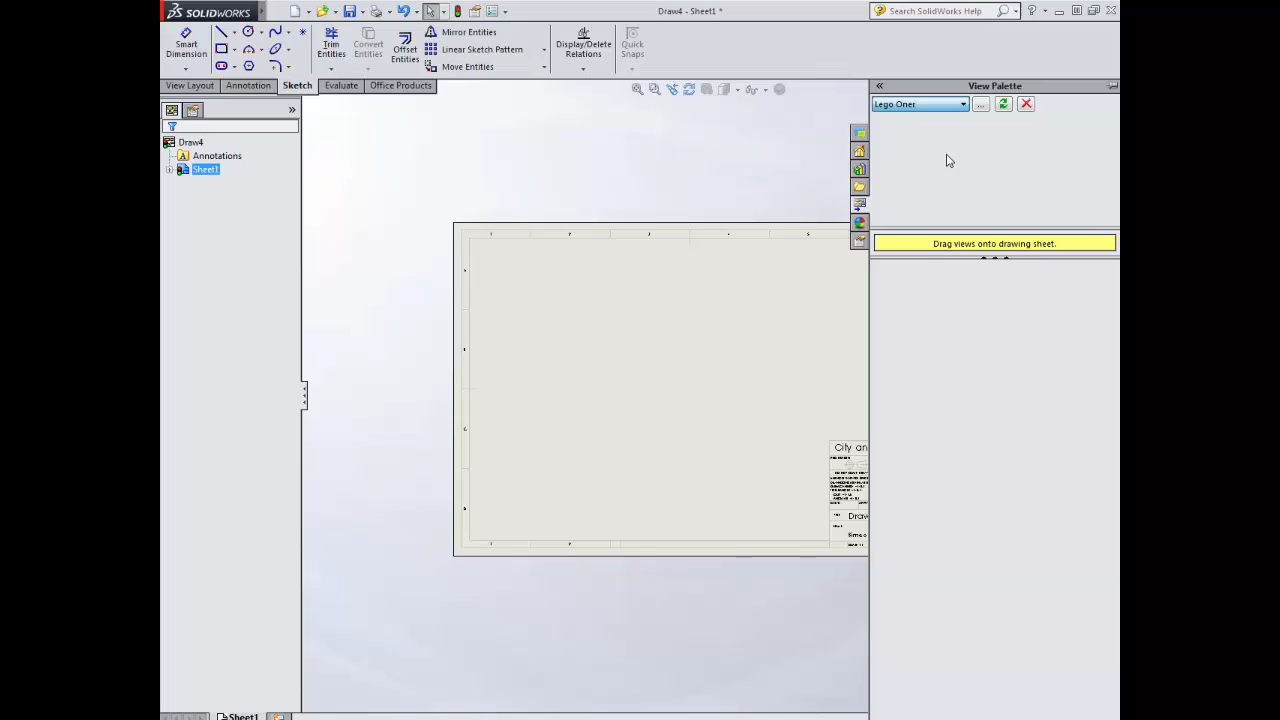 SOLIDWORKS
Draw4 - Sheet1 *
Search SolidWorks Help
Smart Dimension
Trim Entities
Convert Entities
Offset Entities
Mirror Entities
Linear Sketch Pattern
Move Entities
Display/Delete Relations
Quick Snaps
View Layout
Annotation
Sketch
Evaluate
Office Products
View Palette
Lego Oner
...
Draw4
Annotations
Sheet1
Drag views onto drawing sheet.
City an
Draw
Sheet1